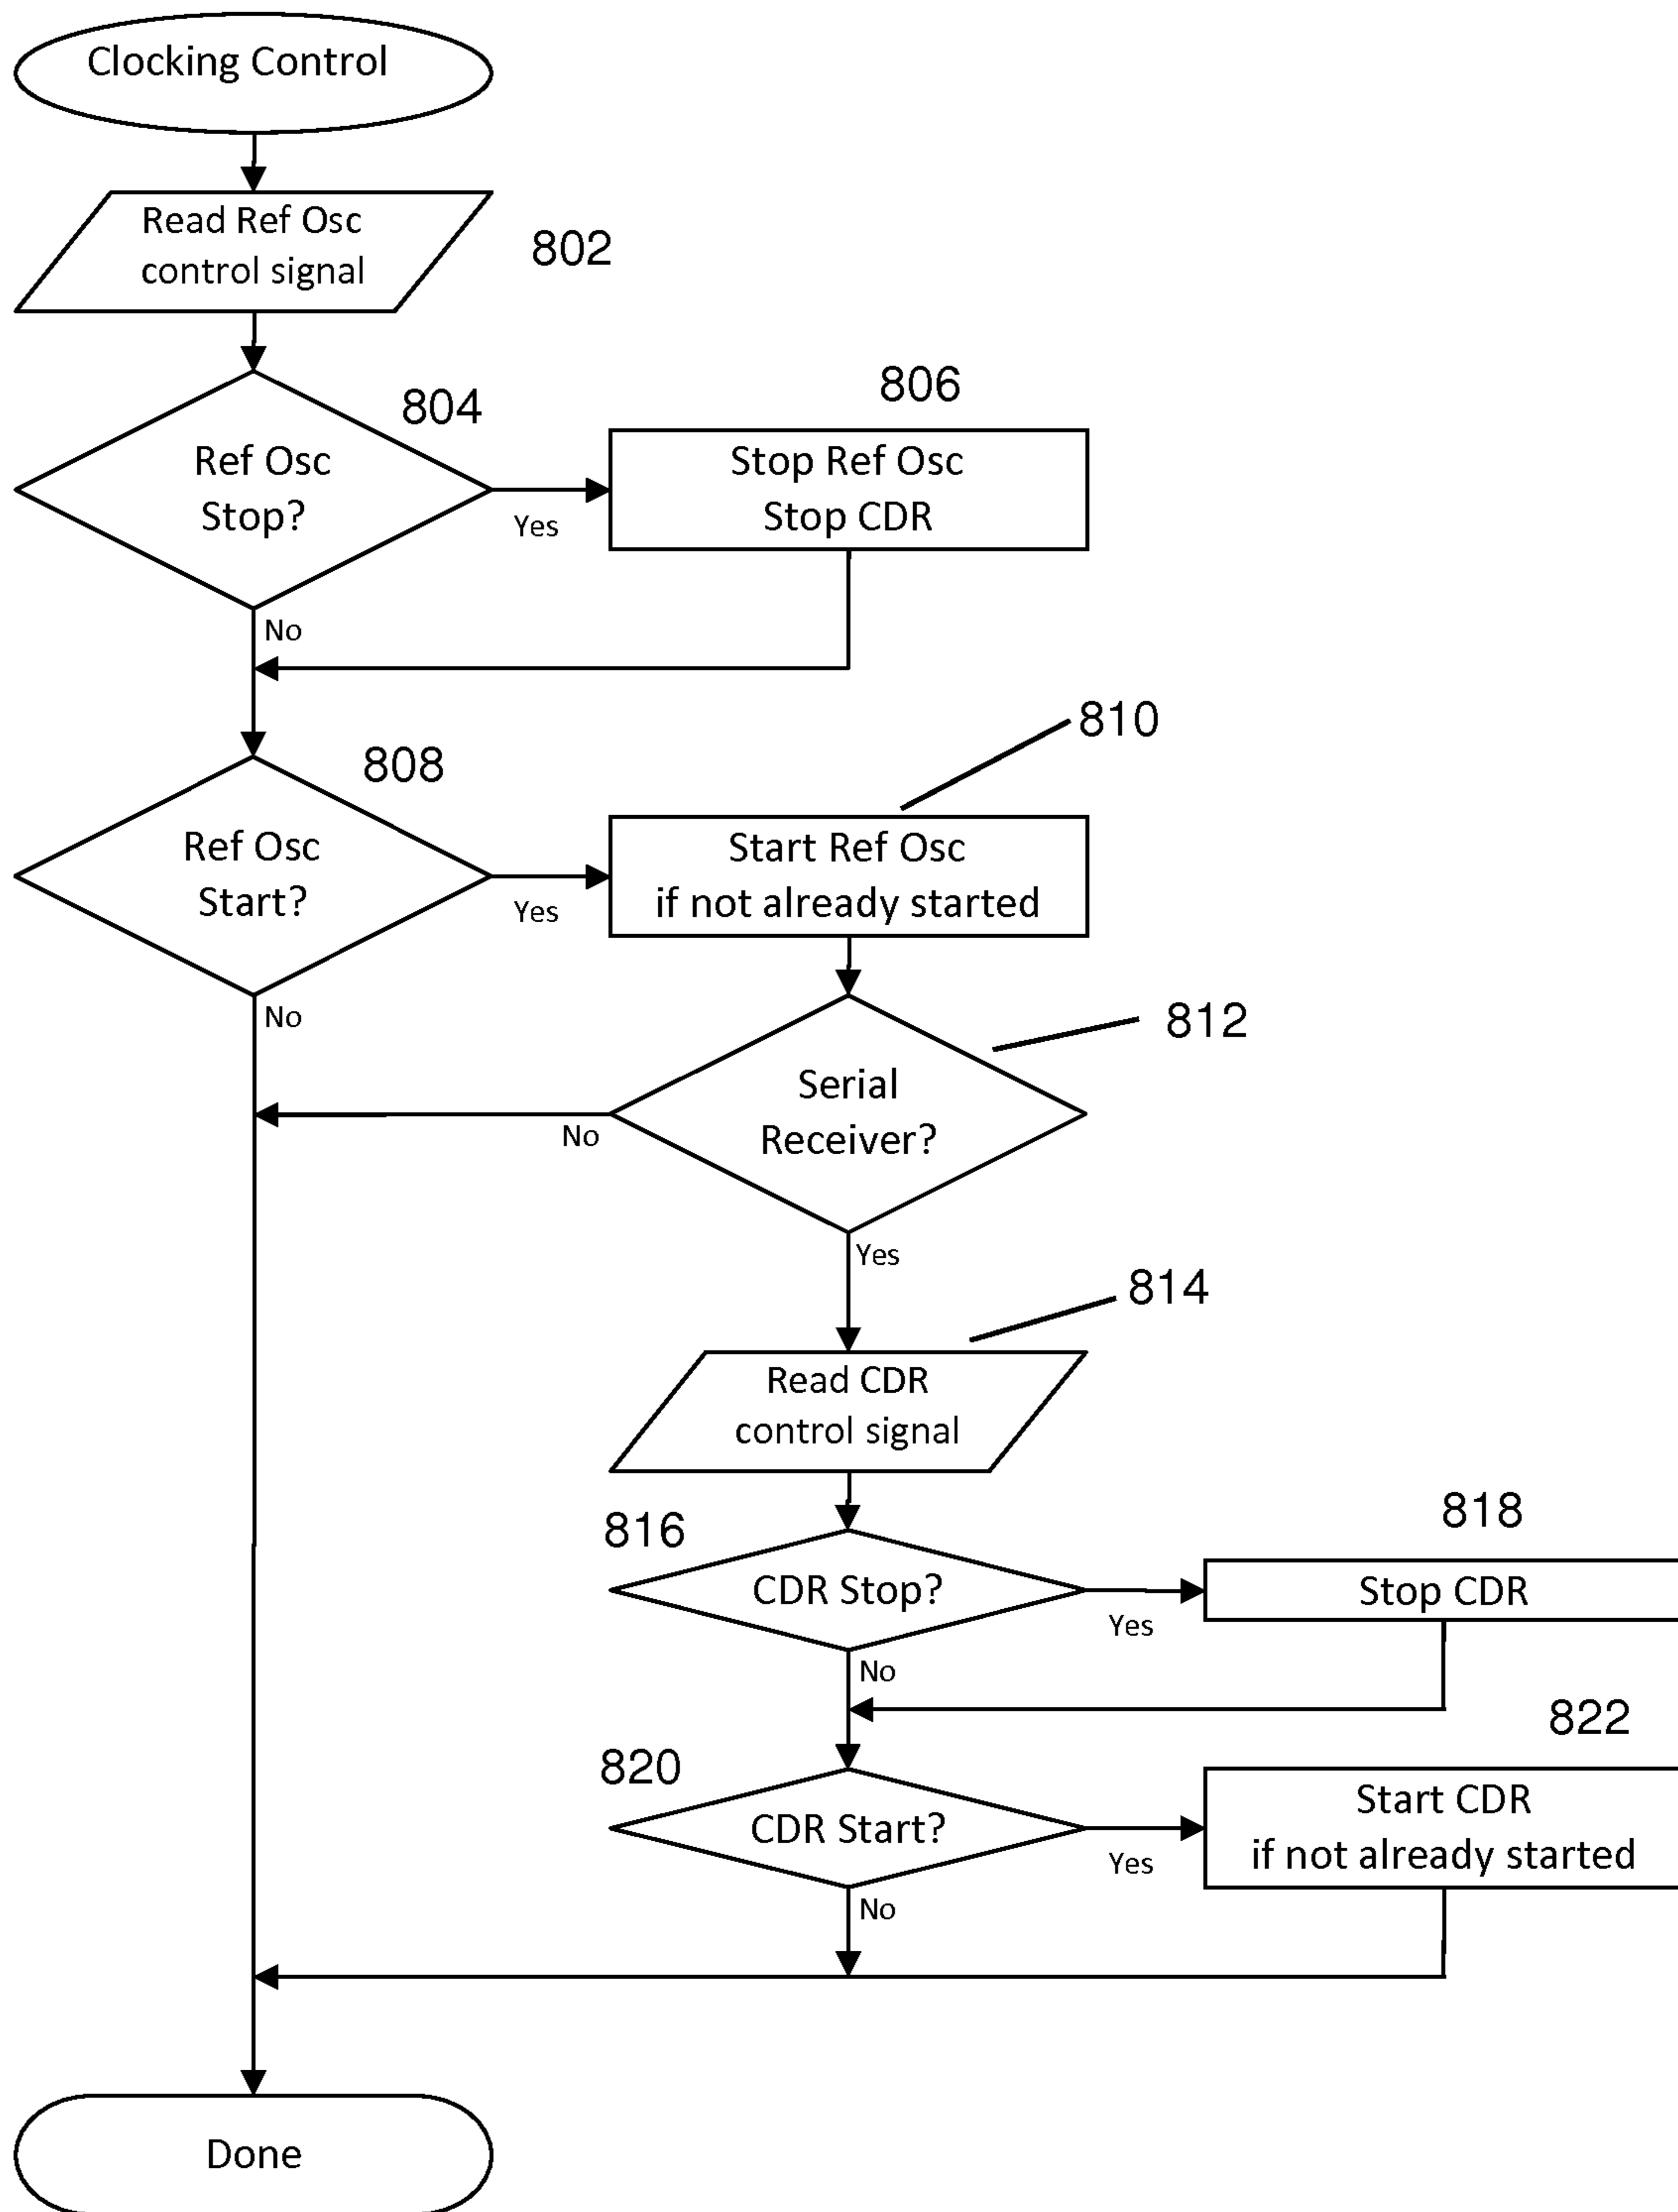 Clocking Control
Read Ref Osc
control signal
802
804
Ref Osc
Stop?
Yes
No
806
Stop Ref Osc
Stop CDR
808
Ref Osc
Start?
Yes
No
810
Start Ref Osc
if not already started
812
Serial
Receiver?
No
Yes
814
Read CDR
control signal
816
CDR Stop?
Yes
No
818
Stop CDR
820
CDR Start?
Yes
No
822
Start CDR
if not already started
Done